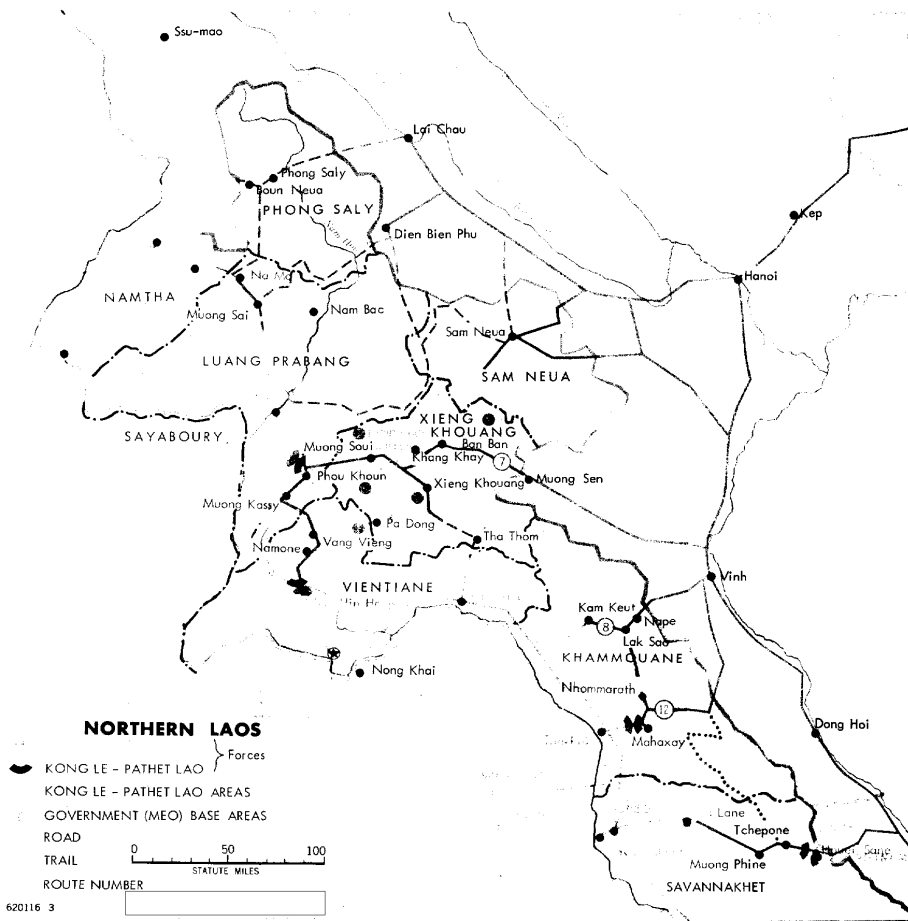 Ssu-mao
Lai Chau
Phong Saly
Boun Neua
PHONG SALY
Kep
Dien Bien Phu
Hanoi
Na Mo
NAMTHA
Muong Sai
Nam Bac
Sam Neua
LUANG PRABANG
SAM NEUA
XIENG
KHOUANG
SAYABOURY
Muong Soui
Ban Ban
Khang Khay
7
Phou Khoun
Xieng Khouang
Muong Sen
Muong Kassy
Pa Dong
Vang Vieng
Tha Thom
Namone
VIENTIANE
Vinh
Kam Keut
Nape
8
Lak Sao
KHAMMOUANE
Nong Khai
Nhommarath
12
Dong Hoi
Mahaxay
NORTHERN LAOS
Forces
KONG LE - PATHET LAO
KONG LE - PATHET LAO AREAS
GOVERNMENT (MEO) BASE AREAS
ROAD
TRAIL
ROUTE NUMBER
0 50 100
STATUTE MILES
Lane
Tchepone
Muong Phine
SAVANNAKHET
620116 3